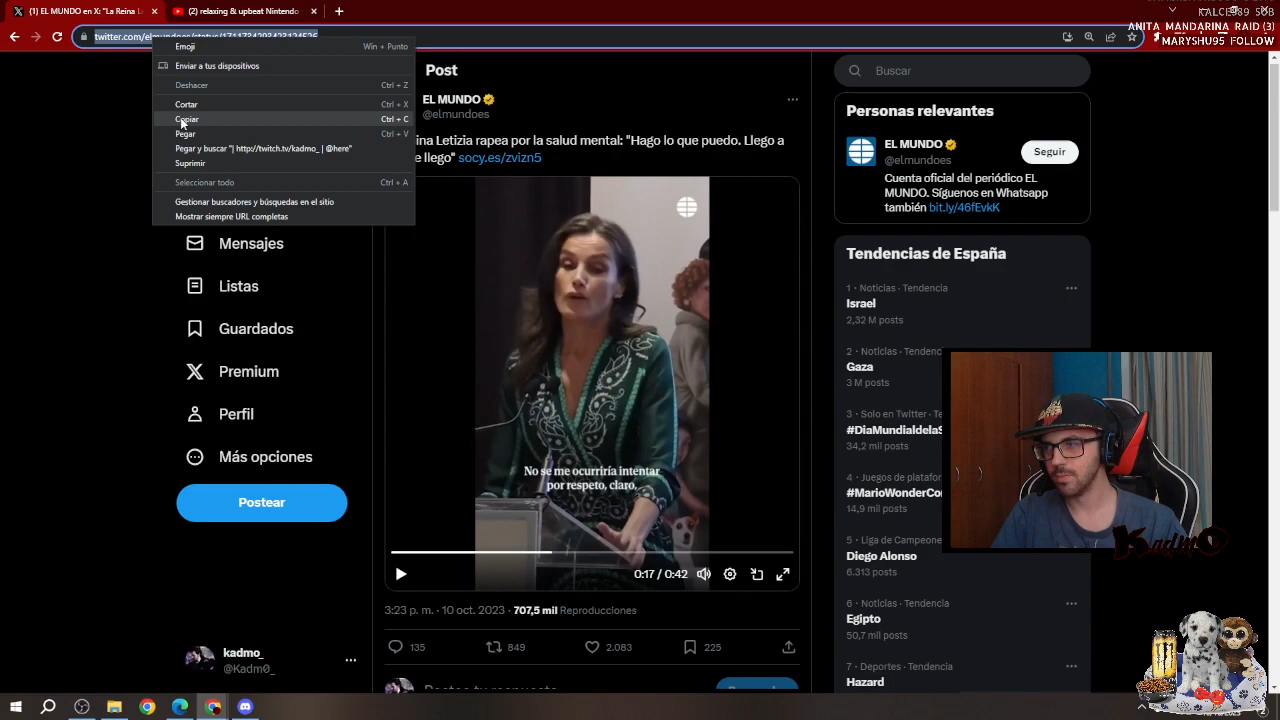 (1) EL MUNDO en X: "La Reina L
(2) relaxing & upbeat Nintendo
KALCE989 SUB
ANITA MANDARINA RAID (3)
MARYSHU95 FOLLOW
Emoji Win + Punto
Enviar a tus dispositivos
Deshacer Ctrl + Z
Cortar Ctrl + X
Copiar Ctrl + C
Pegar Ctrl + V
Pegar y buscar "| http://twitch.tv/kadmo_ | @here"
Suprimir
Seleccionar todo Ctrl + A
Gestionar buscadores y búsquedas en el sitio
Mostrar siempre URL completas
Mensajes
Listas
Guardados
Premium
Perfil
Más opciones
Postear
kadmo_
@Kadm0_
Post
EL MUNDO
@elmundoes
ina Letizia rapea por la salud mental: "Hago lo que puedo. Llego a
e llego" socy.es/zvizn5
No se me ocurriría intentar
por respeto, claro.
0:17 / 0:42
3:23 p. m. · 10 oct. 2023 · 707,5 mil Reproducciones
135 849 2.083 225
Buscar
Personas relevantes
EL MUNDO
@elmundoes
Seguir
Cuenta oficial del periódico EL
MUNDO. Síguenos en Whatsapp
también bit.ly/46fEvkK
Tendencias de España
1 · Noticias · Tendencia
Israel
2,32 M posts
2 · Noticias · Tendenc
Gaza
3 M posts
3 · Solo en Twitter · Te
#DiaMundialdelaS
34,2 mil posts
4 · Juegos de platafor
#MarioWonderCo
14,9 mil posts
5 · Liga de Campeone
Diego Alonso
6.313 posts
6 · Noticias · Tendencia
Egipto
50,7 mil posts
7 · Deportes · Tendencia
Hazard
KadmO